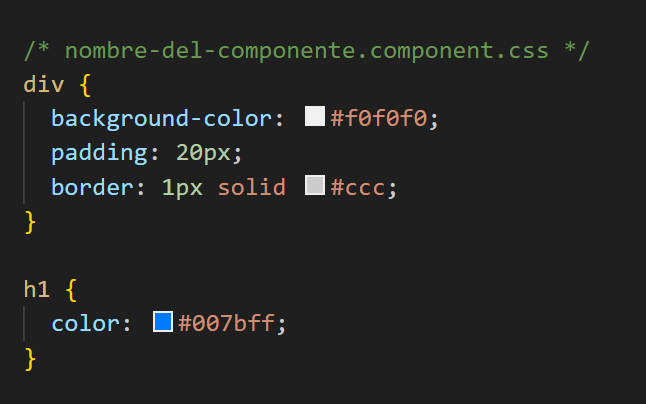 /* nombre-del-componente.component.css */
div {
background-color: #f0f0f0;
padding: 20px;
border: 1px solid #ccc;
}
h1 {
color: #007bff;
}